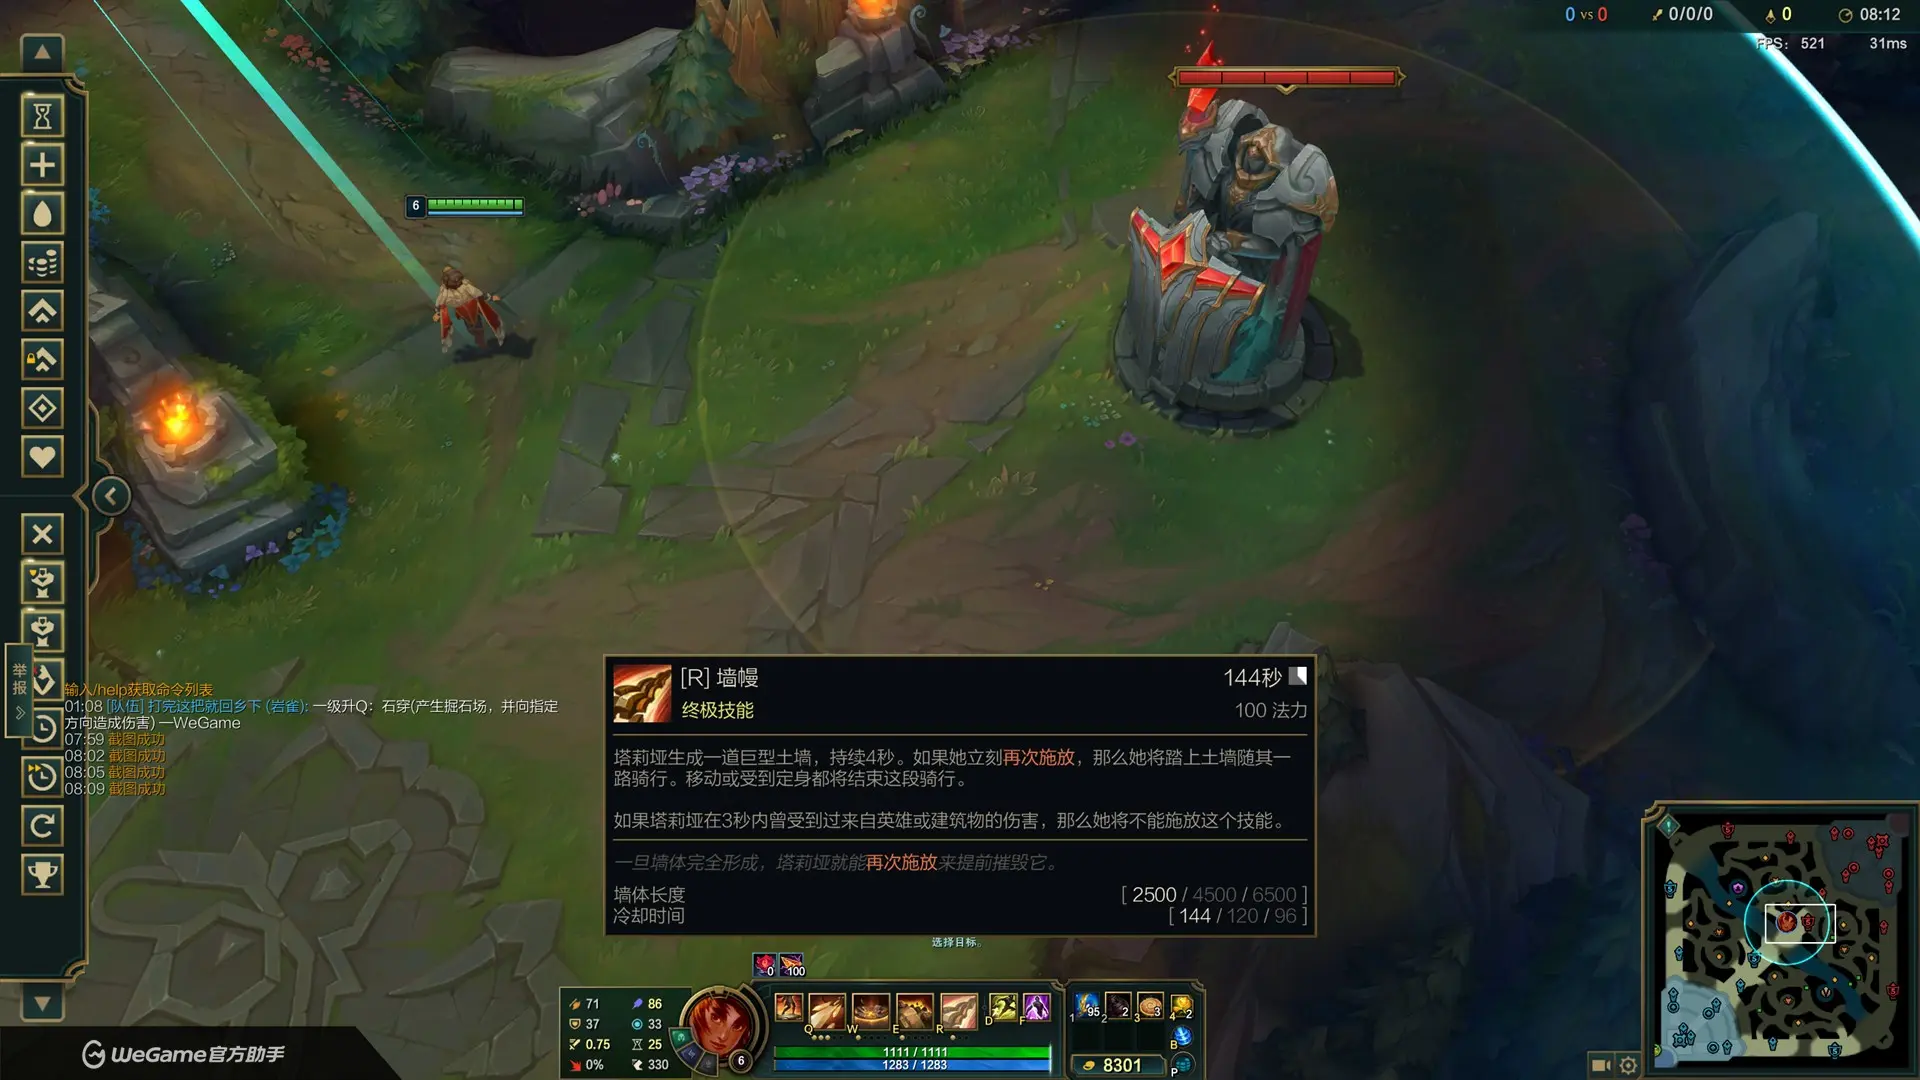 0 vs 0 0/0/0 0 08:12
FPS: 521 31ms
6
[R] 墙幔 144秒
终极技能 100 法力
塔莉垭生成一道巨型土墙，持续4秒。如果她立刻再次施放，那么她将踏上土墙随其一
路骑行。移动或受到定身都将结束这段骑行。
如果塔莉垭在3秒内曾受到过来自英雄或建筑物的伤害，那么她将不能施放这个技能。
一旦墙体完全形成，塔莉垭就能再次施放来提前摧毁它。
墙体长度 [ 2500 / 4500 / 6500 ]
冷却时间 [ 144 / 120 / 96 ]
选择目标。
举报
输入/help获取命令列表
01:08 [队伍] 打完这把就回乡下 (岩雀): 一级升Q：石穿(产生掘石场，并向指定
方向造成伤害) —WeGame
07:59 截图成功
08:02 截图成功
08:05 截图成功
08:09 截图成功
0 100
71 86
37 33
0.75 25
0% 330
6
Q W E R D F
1 95 2 2 3 3 4 2
B
1111 / 1111
1283 / 1283
8301 P
WeGame官方助手